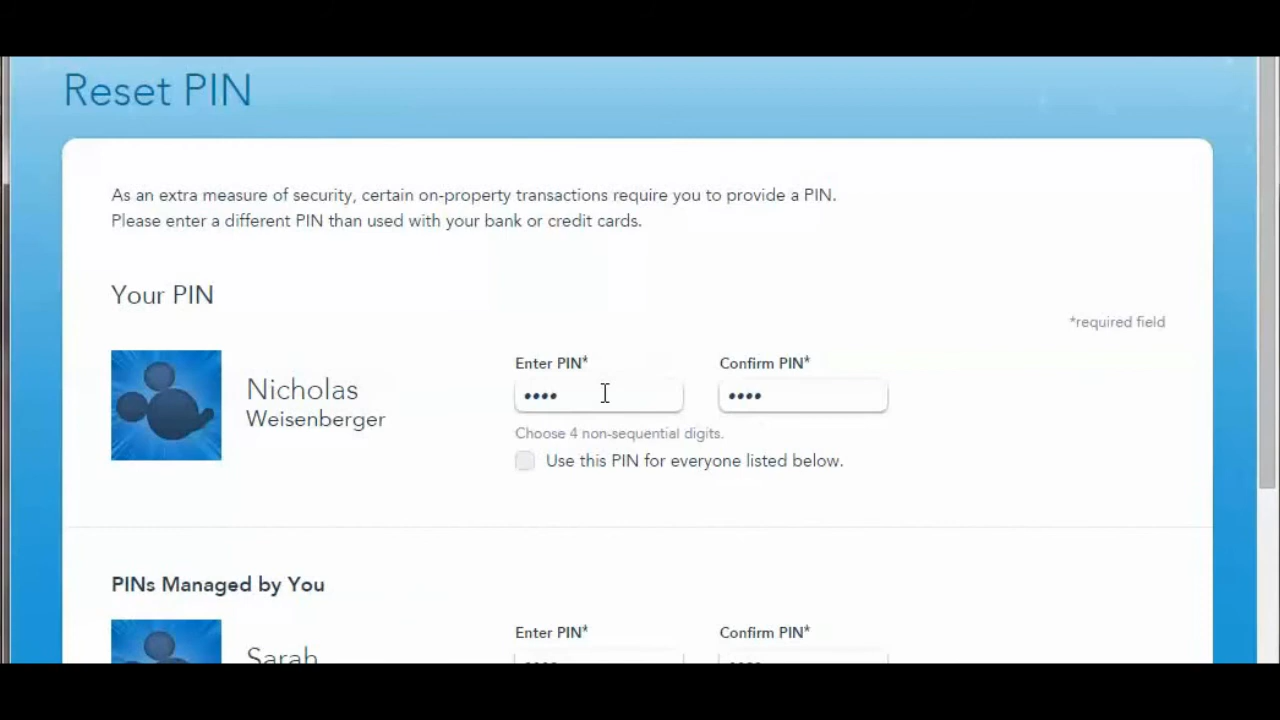 Reset PIN
As an extra measure of security, certain on-property transactions require you to provide a PIN.
Please enter a different PIN than used with your bank or credit cards.
Your PIN
*required field
Enter PIN* Confirm PIN*
Nicholas
Weisenberger
•••• ••••
Choose 4 non-sequential digits.
Use this PIN for everyone listed below.
PINs Managed by You
Enter PIN* Confirm PIN*
Sarah